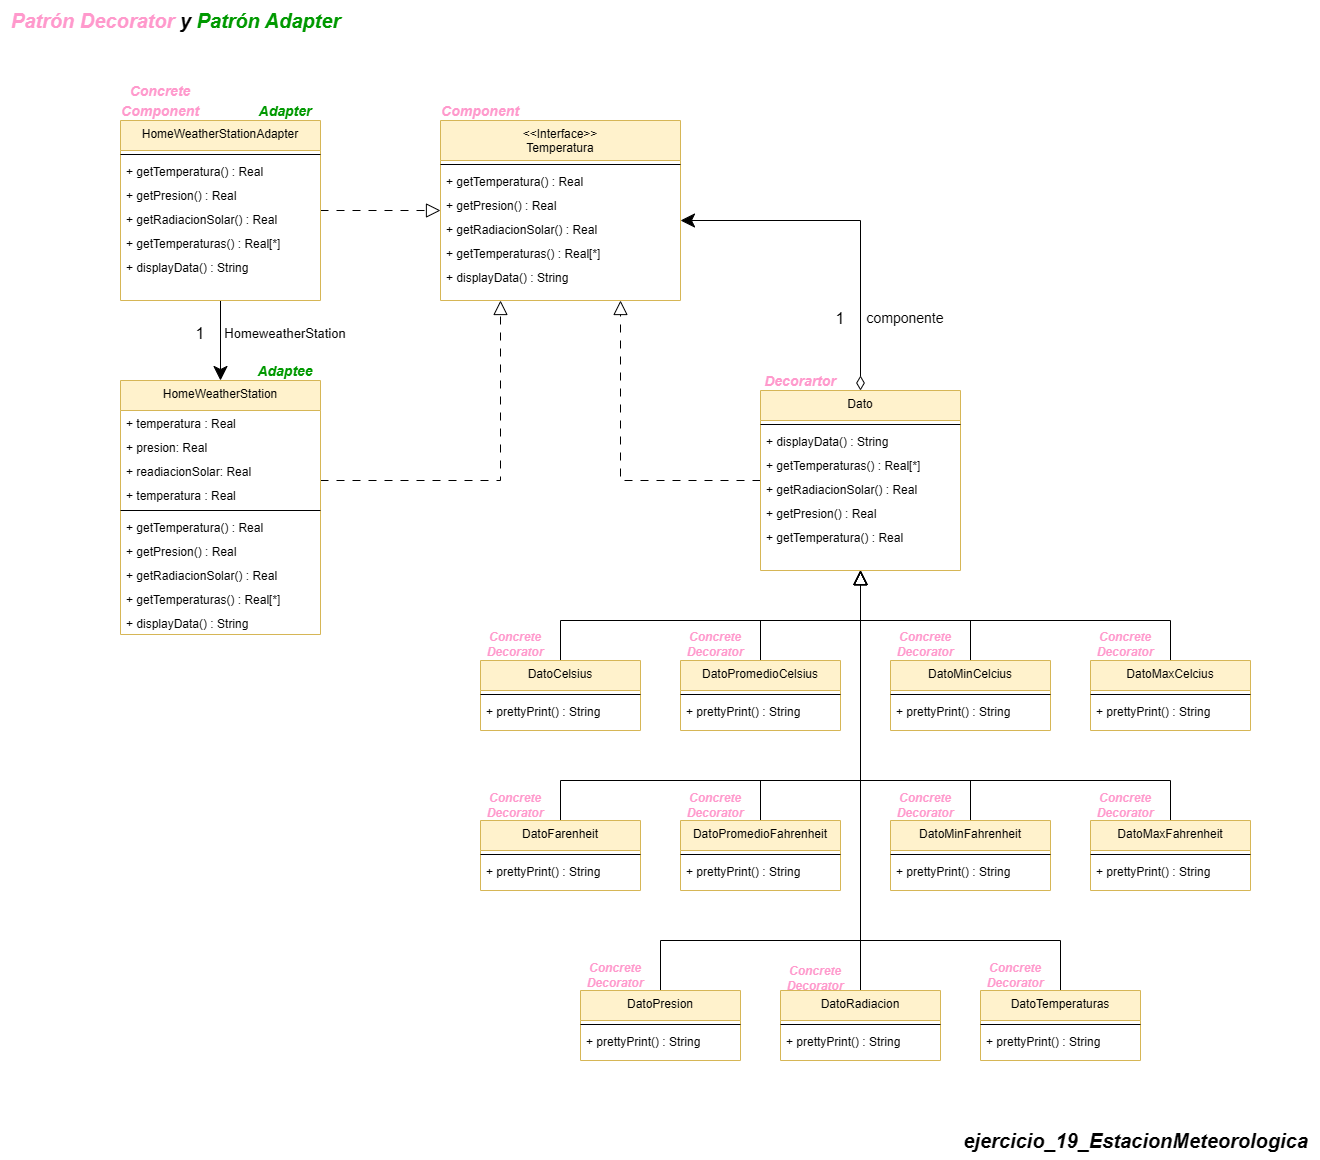 Patrón Decorator y Patrón Adapter
Concrete
Component
Adapter
HomeWeatherStationAdapter
+ getTemperatura() : Real
+ getPresion() : Real
+ getRadiacionSolar() : Real
+ getTemperaturas() : Real[*]
+ displayData() : String
Component
<<Interface>>
Temperatura
+ getTemperatura() : Real
+ getPresion() : Real
+ getRadiacionSolar() : Real
+ getTemperaturas() : Real[*]
+ displayData() : String
1
HomeweatherStation
1
componente
Adaptee
HomeWeatherStation
+ temperatura : Real
+ presion: Real
+ readiacionSolar: Real
+ temperatura : Real
+ getTemperatura() : Real
+ getPresion() : Real
+ getRadiacionSolar() : Real
+ getTemperaturas() : Real[*]
+ displayData() : String
Decorartor
Dato
+ displayData() : String
+ getTemperaturas() : Real[*]
+ getRadiacionSolar() : Real
+ getPresion() : Real
+ getTemperatura() : Real
Concrete
Decorator
DatoCelsius
+ prettyPrint() : String
Concrete
Decorator
DatoPromedioCelsius
+ prettyPrint() : String
Concrete
Decorator
DatoMinCelcius
+ prettyPrint() : String
Concrete
Decorator
DatoMaxCelcius
+ prettyPrint() : String
Concrete
Decorator
DatoFarenheit
+ prettyPrint() : String
Concrete
Decorator
DatoPromedioFahrenheit
+ prettyPrint() : String
Concrete
Decorator
DatoMinFahrenheit
+ prettyPrint() : String
Concrete
Decorator
DatoMaxFahrenheit
+ prettyPrint() : String
Concrete
Decorator
DatoPresion
+ prettyPrint() : String
Concrete
Decorator
DatoRadiacion
+ prettyPrint() : String
Concrete
Decorator
DatoTemperaturas
+ prettyPrint() : String
ejercicio_19_EstacionMeteorologica